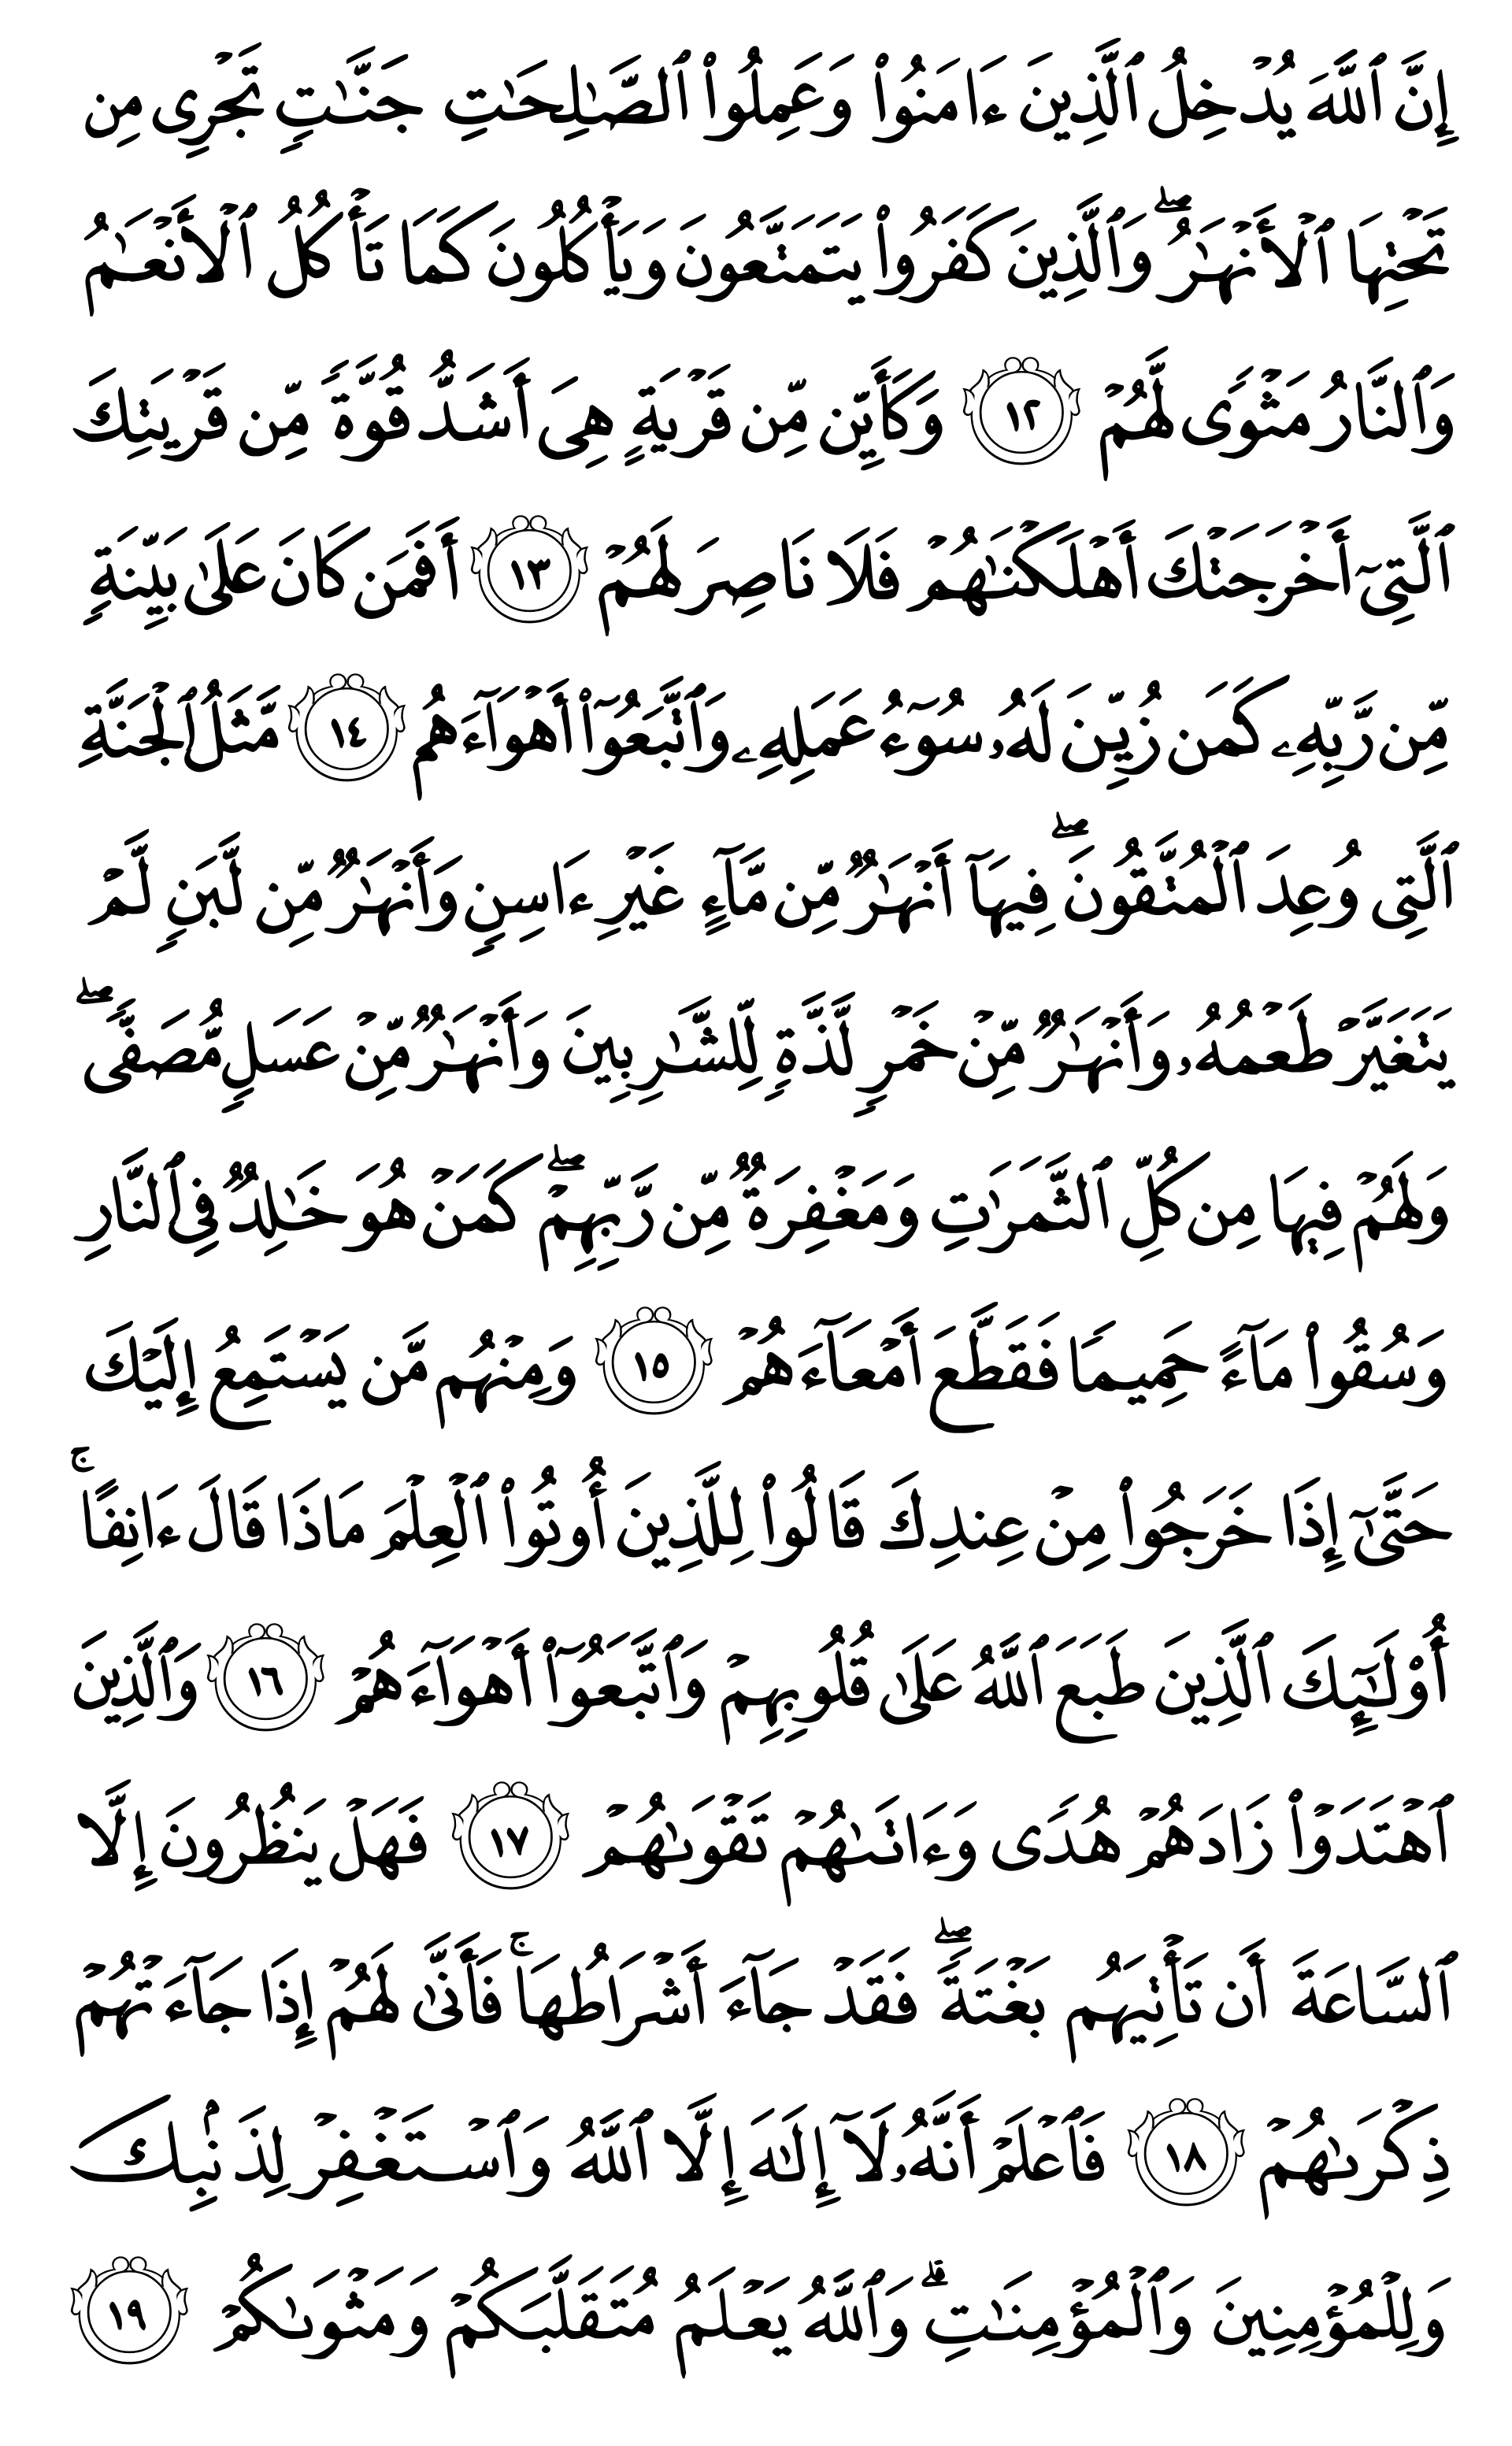 إِنَّ ٱللَّهَ يُدۡخِلُ ٱلَّذِينَ ءَامَنُواْ وَعَمِلُواْ ٱلصَّٰلِحَٰتِ جَنَّٰتٖ تَجۡرِي مِن
تَحۡتِهَا ٱلۡأَنۡهَٰرُۖ وَٱلَّذِينَ كَفَرُواْ يَتَمَتَّعُونَ وَيَأۡكُلُونَ كَمَا تَأۡكُلُ ٱلۡأَنۡعَٰمُ
وَٱلنَّارُ مَثۡوٗى لَّهُمۡ ١٢ وَكَأَيِّن مِّن قَرۡيَةٍ هِيَ أَشَدُّ قُوَّةٗ مِّن قَرۡيَتِكَ
ٱلَّتِيٓ أَخۡرَجَتۡكَ أَهۡلَكۡنَٰهُمۡ فَلَا نَاصِرَ لَهُمۡ ١٣ أَفَمَن كَانَ عَلَىٰ بَيِّنَةٖ
مِّن رَّبِّهِۦ كَمَن زُيِّنَ لَهُۥ سُوٓءُ عَمَلِهِۦ وَٱتَّبَعُوٓاْ أَهۡوَآءَهُم ١٤ مَّثَلُ ٱلۡجَنَّةِ
ٱلَّتِي وُعِدَ ٱلۡمُتَّقُونَۖ فِيهَآ أَنۡهَٰرٞ مِّن مَّآءٍ غَيۡرِ ءَاسِنٖ وَأَنۡهَٰرٞ مِّن لَّبَنٖ لَّمۡ
يَتَغَيَّرۡ طَعۡمُهُۥ وَأَنۡهَٰرٞ مِّنۡ خَمۡرٖ لَّذَّةٖ لِّلشَّٰرِبِينَ وَأَنۡهَٰرٞ مِّنۡ عَسَلٖ مُّصَفّٗىۖ
وَلَهُمۡ فِيهَا مِن كُلِّ ٱلثَّمَرَٰتِ وَمَغۡفِرَةٞ مِّن رَّبِّهِمۡۖ كَمَنۡ هُوَ خَٰلِدٞ فِي ٱلنَّارِ
وَسُقُواْ مَآءً حَمِيمٗا فَقَطَّعَ أَمۡعَآءَهُمۡ ١٥ وَمِنۡهُم مَّن يَسۡتَمِعُ إِلَيۡكَ
حَتَّىٰٓ إِذَا خَرَجُواْ مِنۡ عِندِكَ قَالُواْ لِلَّذِينَ أُوتُواْ ٱلۡعِلۡمَ مَاذَا قَالَ ءَانِفًاۚ
أُوْلَٰٓئِكَ ٱلَّذِينَ طَبَعَ ٱللَّهُ عَلَىٰ قُلُوبِهِمۡ وَٱتَّبَعُوٓاْ أَهۡوَآءَهُمۡ ١٦ وَٱلَّذِينَ
ٱهۡتَدَوۡاْ زَادَهُمۡ هُدٗى وَءَاتَىٰهُمۡ تَقۡوَىٰهُمۡ ١٧ فَهَلۡ يَنظُرُونَ إِلَّا
ٱلسَّاعَةَ أَن تَأۡتِيَهُم بَغۡتَةٗۖ فَقَدۡ جَآءَ أَشۡرَاطُهَاۚ فَأَنَّىٰ لَهُمۡ إِذَا جَآءَتۡهُمۡ
ذِكۡرَىٰهُمۡ ١٨ فَٱعۡلَمۡ أَنَّهُۥ لَآ إِلَٰهَ إِلَّا ٱللَّهُ وَٱسۡتَغۡفِرۡ لِذَنۢبِكَ
وَلِلۡمُؤۡمِنِينَ وَٱلۡمُؤۡمِنَٰتِۗ وَٱللَّهُ يَعۡلَمُ مُتَقَلَّبَكُمۡ وَمَثۡوَىٰكُمۡ ١٩